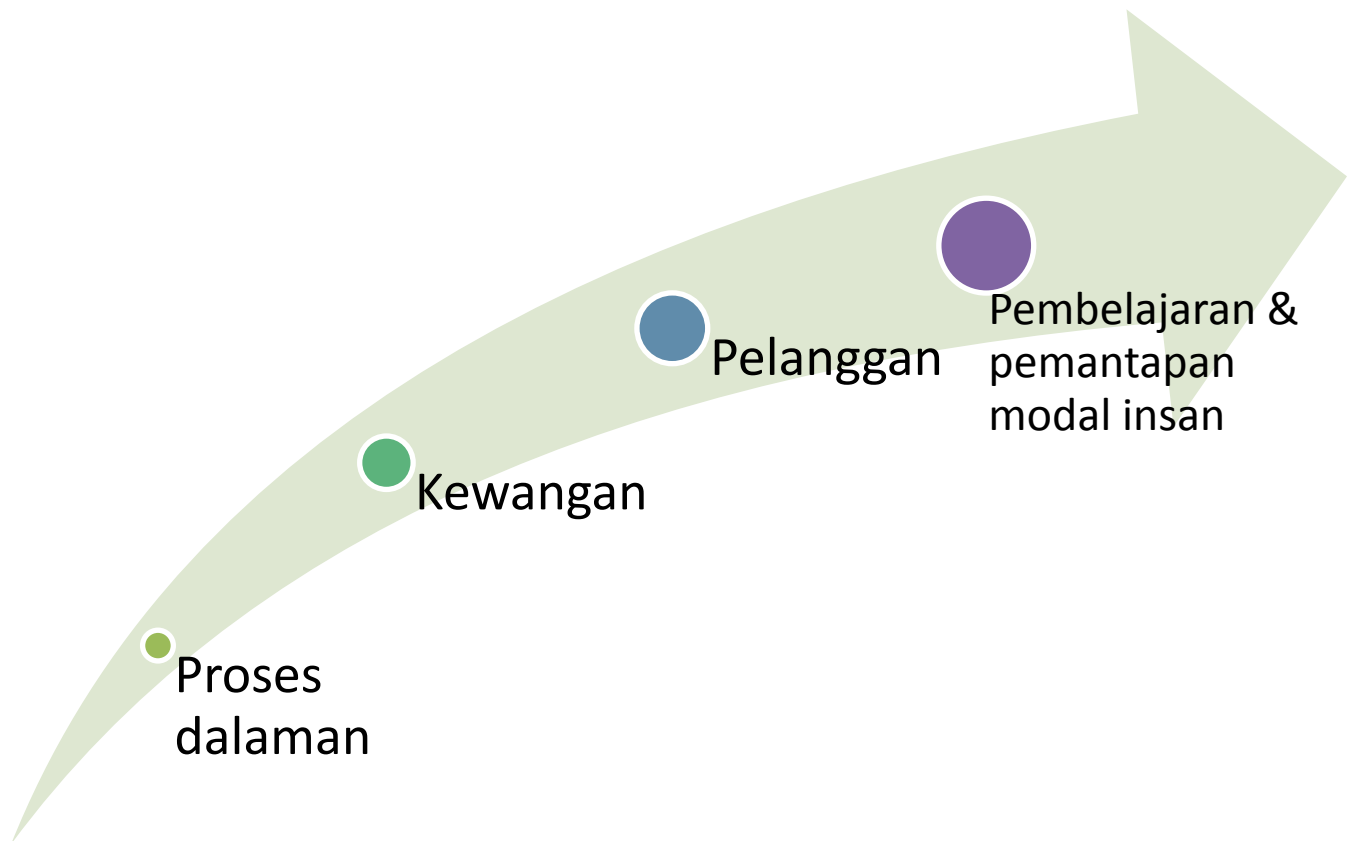 Proses
dalaman
Kewangan
Pelanggan
Pembelajaran &
pemantapan
modal insan